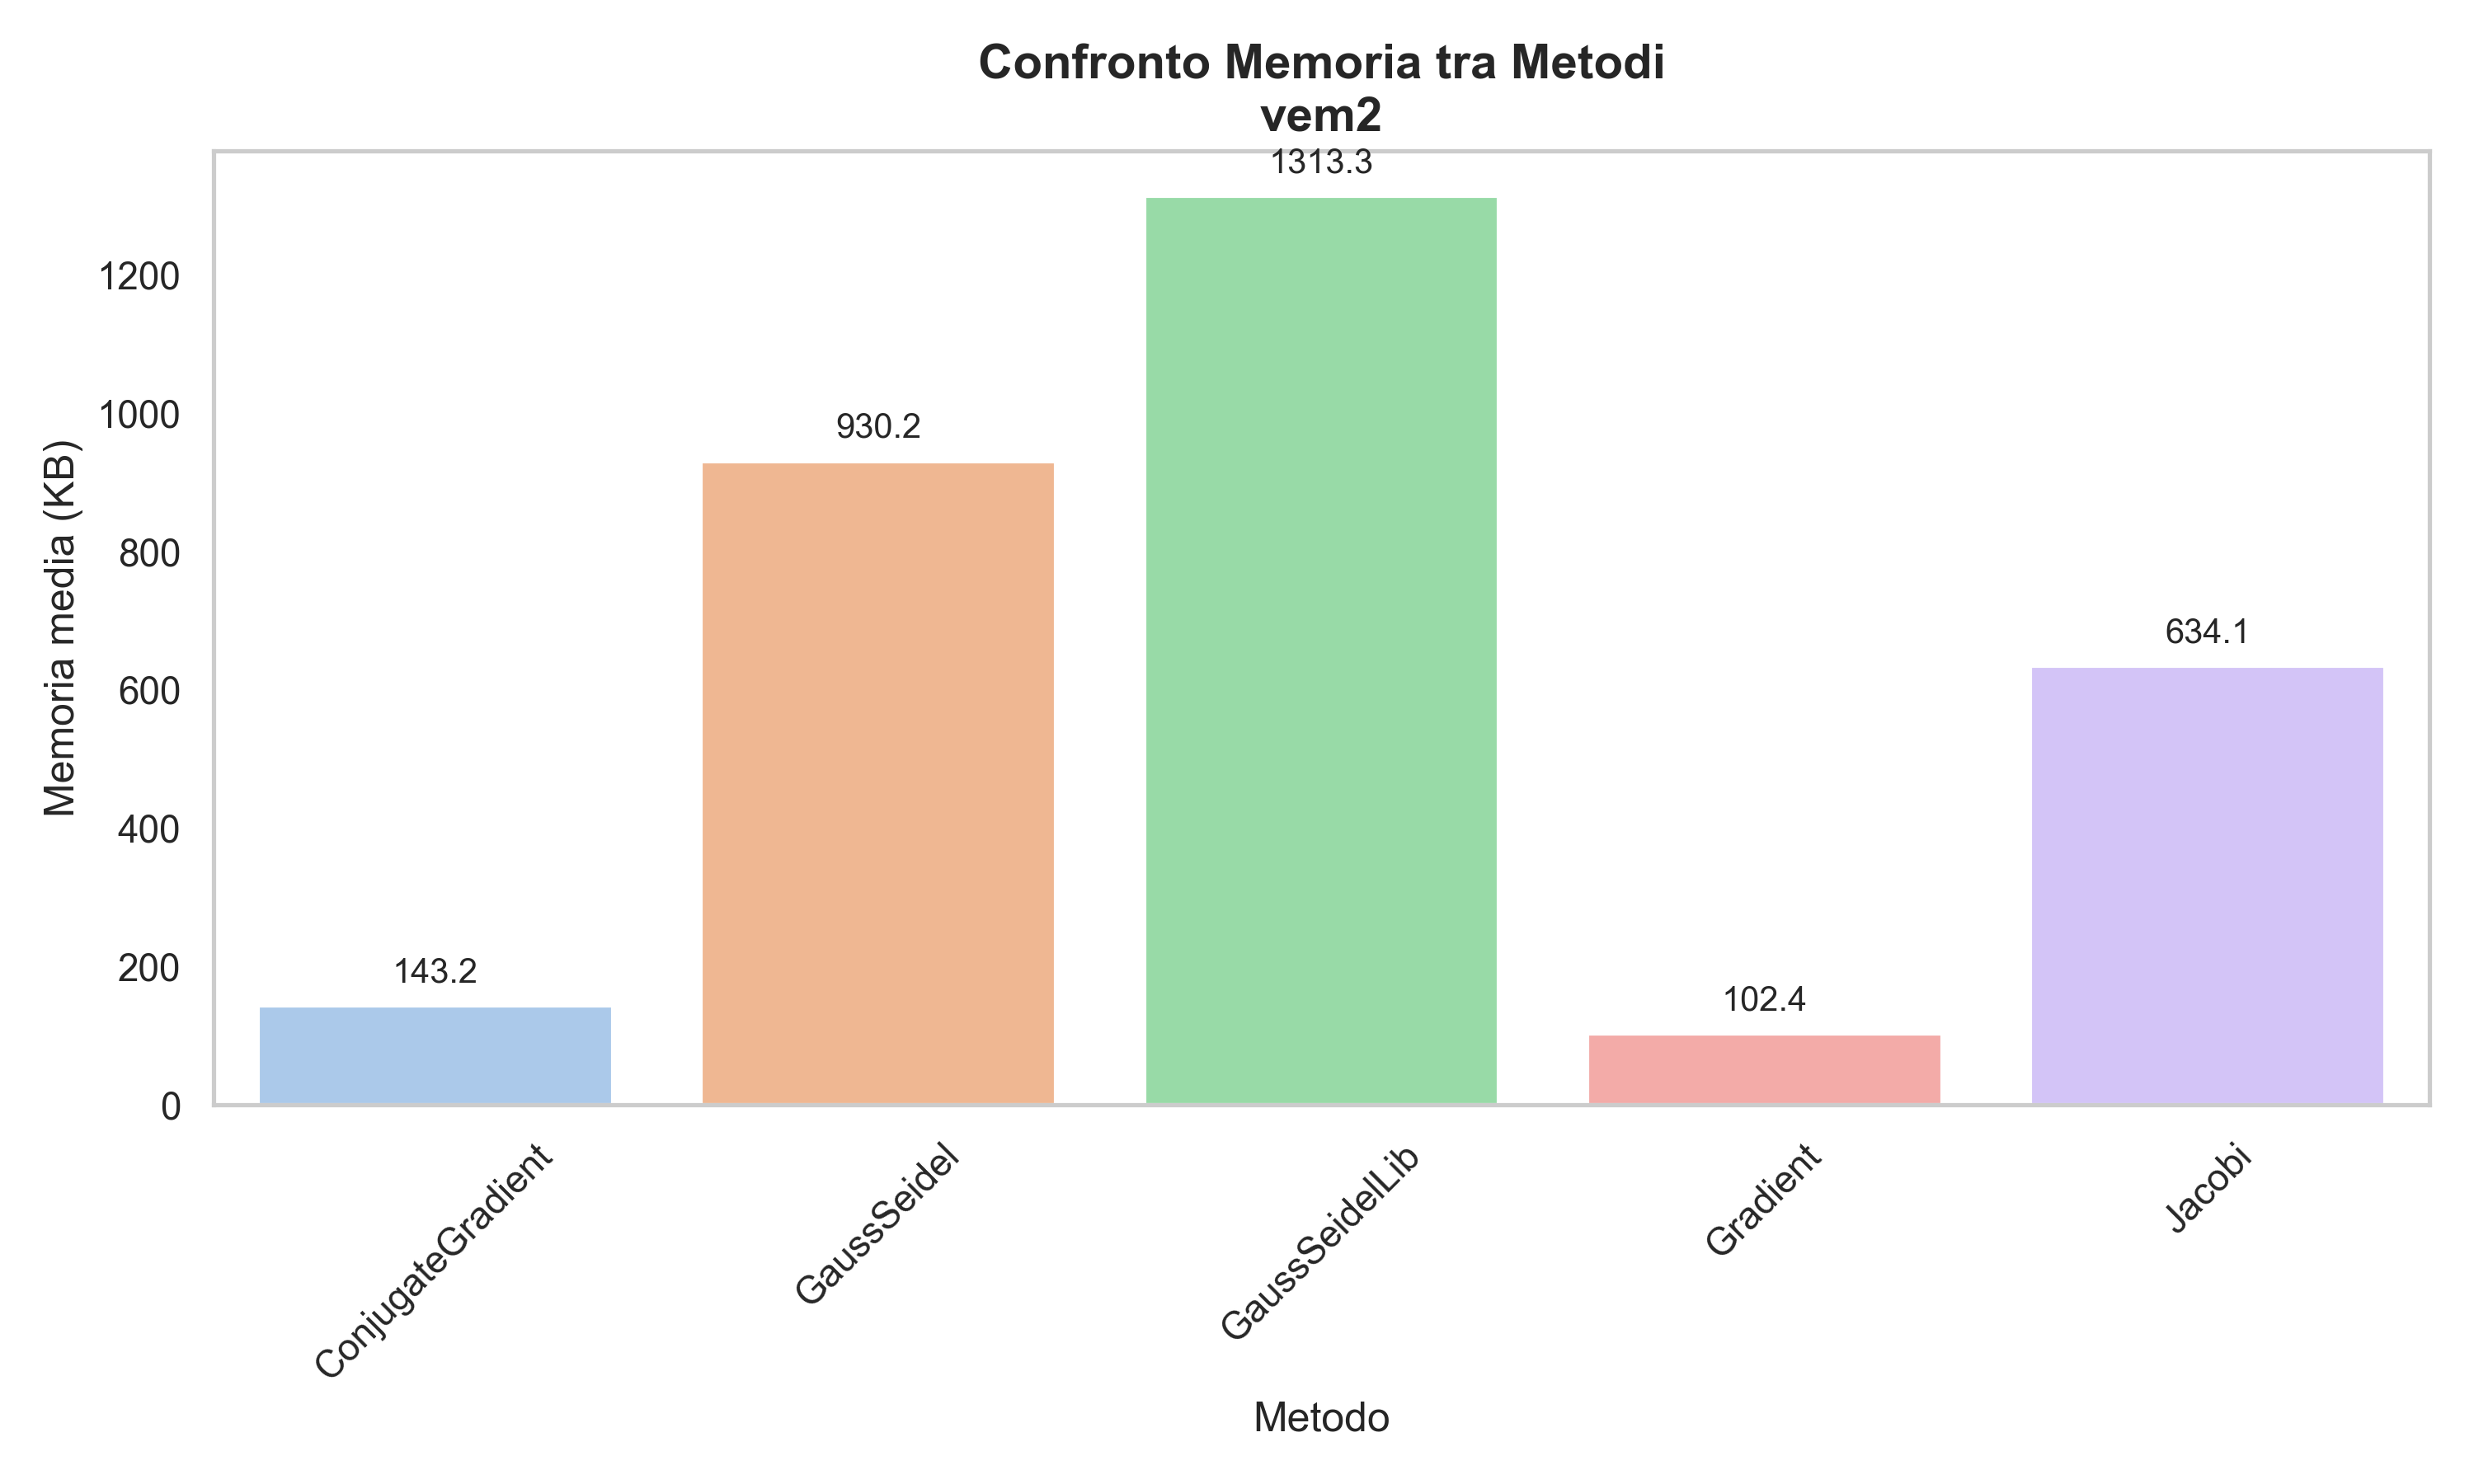 Confronto Memoria tra Metodi
vem2
1313.3
1200
1000
930.2
Memoria media (KB)
800
634.1
600
400
200
143.2
102.4
0
ConjugateGradient
GaussSeidel
GaussSeidelLib
Gradient
Jacobi
Metodo